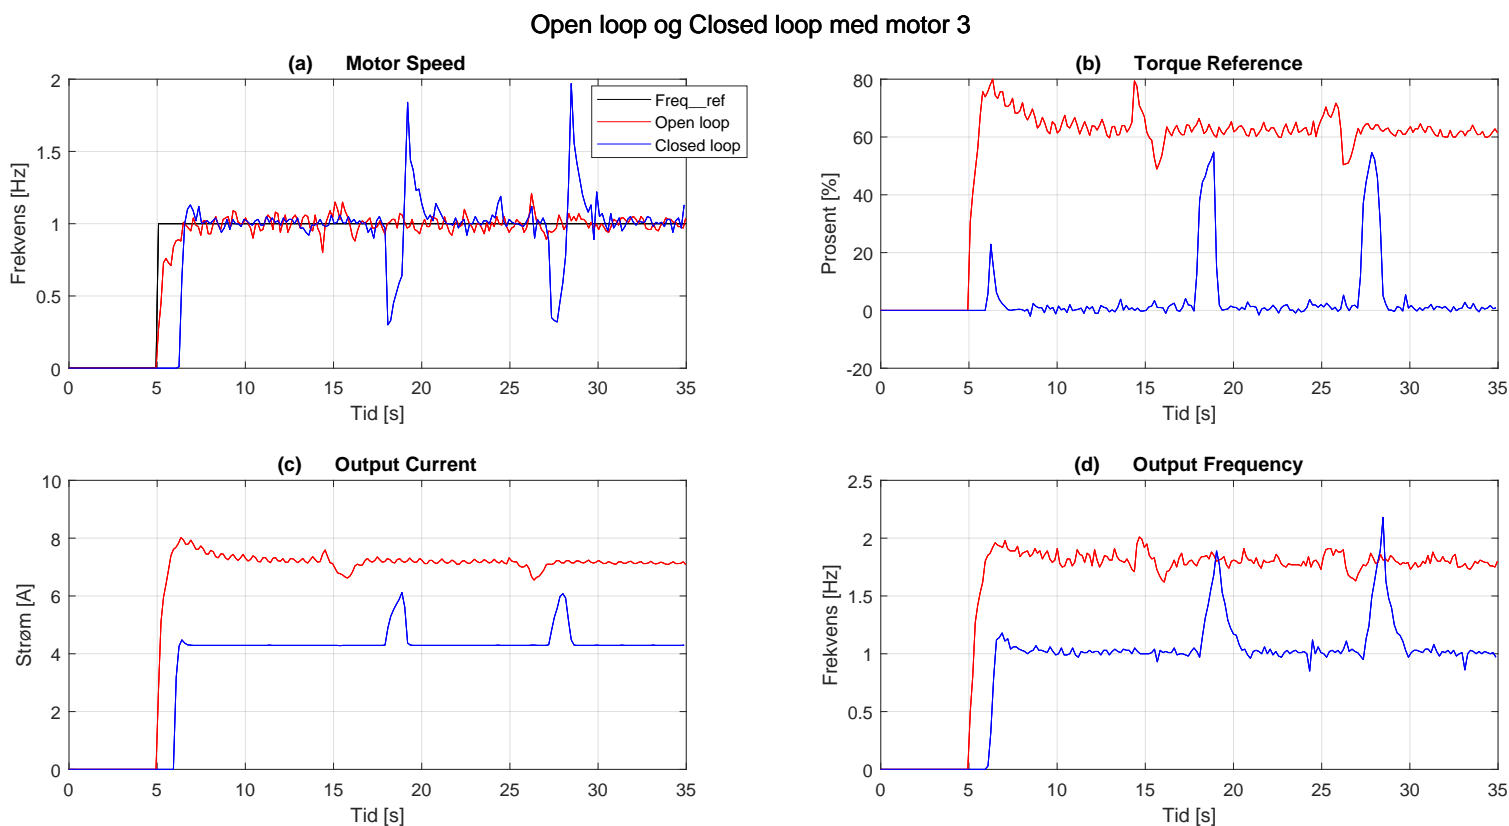 Open loop og Closed loop med motor 3
(a) Motor Speed
Frekvens [Hz]
2
1.5
1
0.5
0
0 5 10 15 20 25 30 35
Tid [s]
Freq__ref
Open loop
Closed loop
(b) Torque Reference
Prosent [%]
80
60
40
20
0
-20
0 5 10 15 20 25 30 35
Tid [s]
(c) Output Current
Strøm [A]
10
8
6
4
2
0
0 5 10 15 20 25 30 35
Tid [s]
(d) Output Frequency
Frekvens [Hz]
2.5
2
1.5
1
0.5
0
0 5 10 15 20 25 30 35
Tid [s]